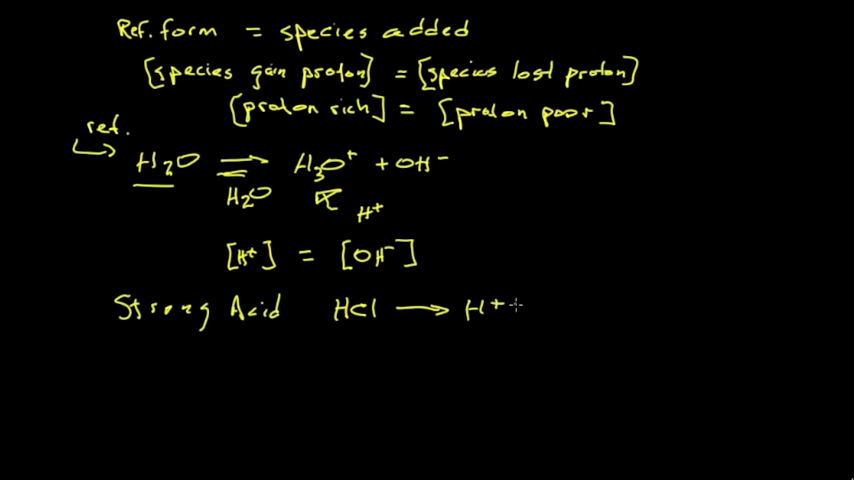 Ref. form = species added
[species gain proton] = [species lost proton]
[proton rich] = [proton poor]
ref.
H₂O ⇌ H₃O⁺ + OH⁻
H₂O H⁺
[H⁺] = [OH⁻]
Strong Acid HCl → H⁺